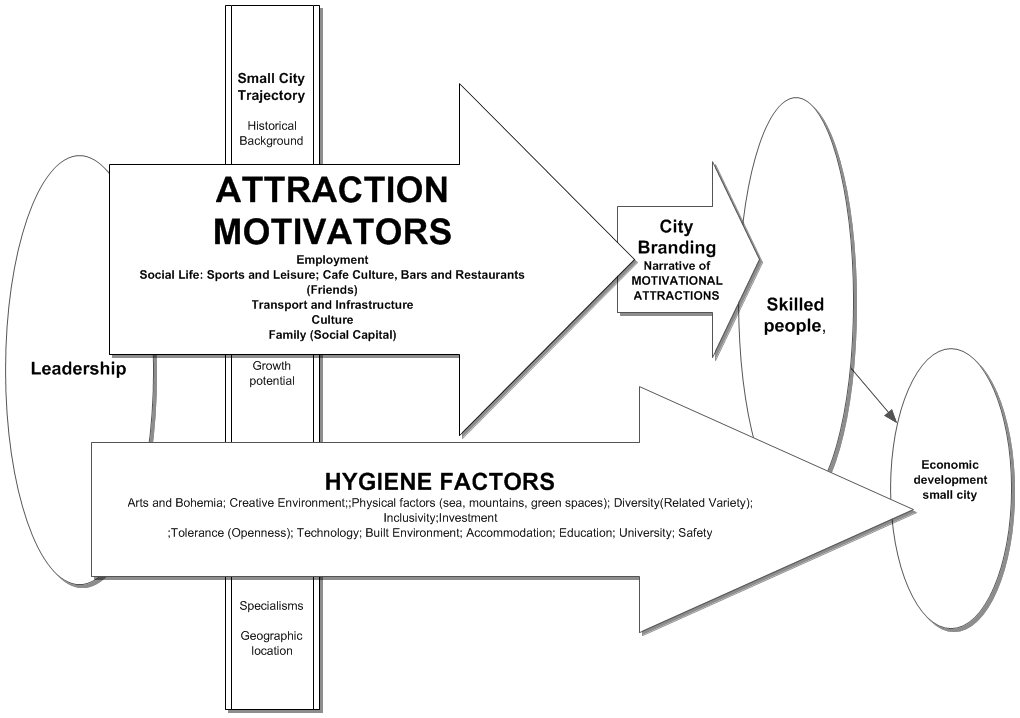 Small City
Trajectory
Historical
Background
ATTRACTION
MOTIVATORS
Employment
Social Life: Sports and Leisure; Cafe Culture, Bars and Restaurants
(Friends)
Transport and Infrastructure
Culture
Family (Social Capital)
City
Branding
Narrative of
MOTIVATIONAL
ATTRACTIONS
Skilled
people,
Leadership
Growth
potential
HYGIENE FACTORS
Arts and Bohemia; Creative Environment;;Physical factors (sea, mountains, green spaces); Diversity(Related Variety);
Inclusivity;Investment
;Tolerance (Openness); Technology; Built Environment; Accommodation; Education; University; Safety
Economic
development
small city
Specialisms
Geographic
location